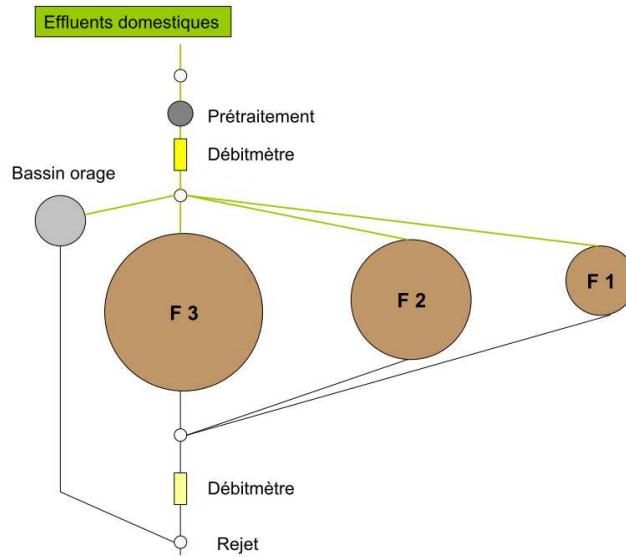 Effluents domestiques
Prétraitement
Débitmètre
Bassin orage
F 3
F 2
F 1
Débitmètre
Rejet